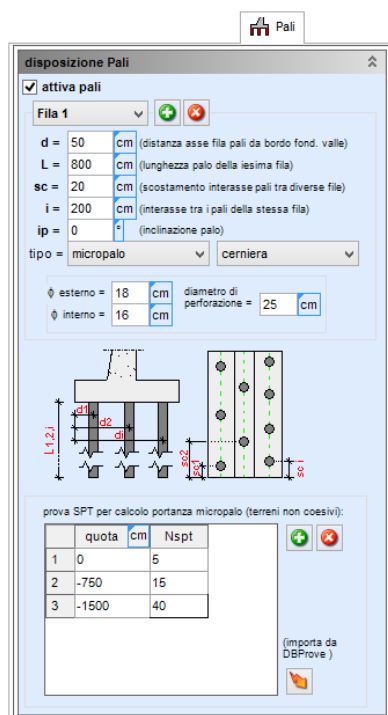 Pali
disposizione Pali
attiva pali
Fila 1
d = 50 cm (distanza asse fila pali da bordo fond. valle)
L = 800 cm (lunghezza palo della iesima fila)
sc = 20 cm (scostamento interasse pali tra diverse file)
i = 200 cm (interasse tra i pali della stessa fila)
ip = 0 ° (inclinazione palo)
tipo = micropalo cerniera
ϕ esterno = 18 cm
ϕ interno = 16 cm
diametro di
perforazione = 25 cm
d1
d2
di
L1,2,i
sc2
sc1
sc i
prova SPT per calcolo portanza micropalo (terreni non coesivi):
quota cm Nspt
1 0 5
2 -750 15
3 -1500 40
(importa da
DBProve )